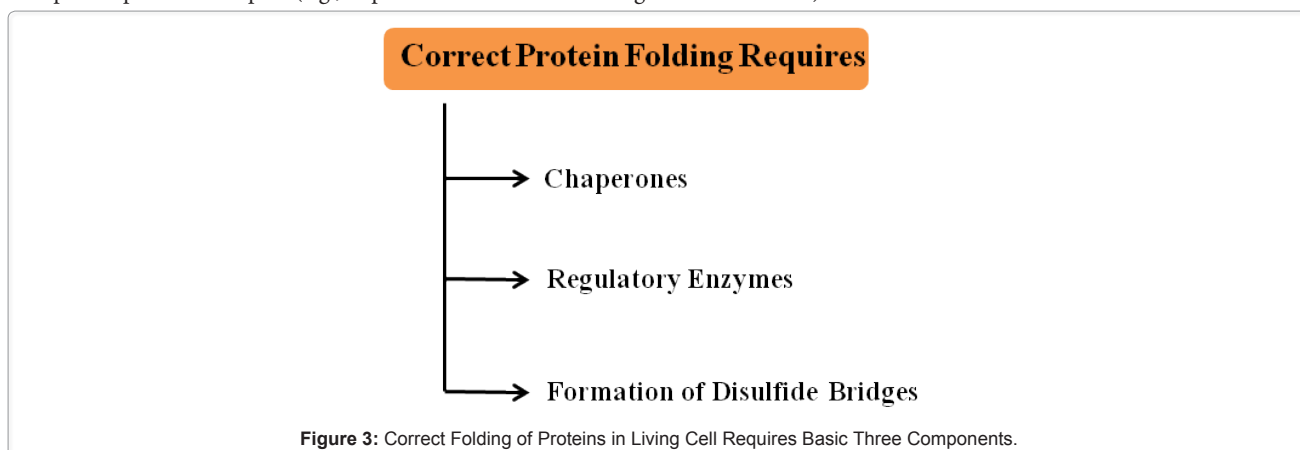 Correct Protein Folding Requires
Chaperones
Regulatory Enzymes
Formation of Disulfide Bridges
Figure 3: Correct Folding of Proteins in Living Cell Requires Basic Three Components.